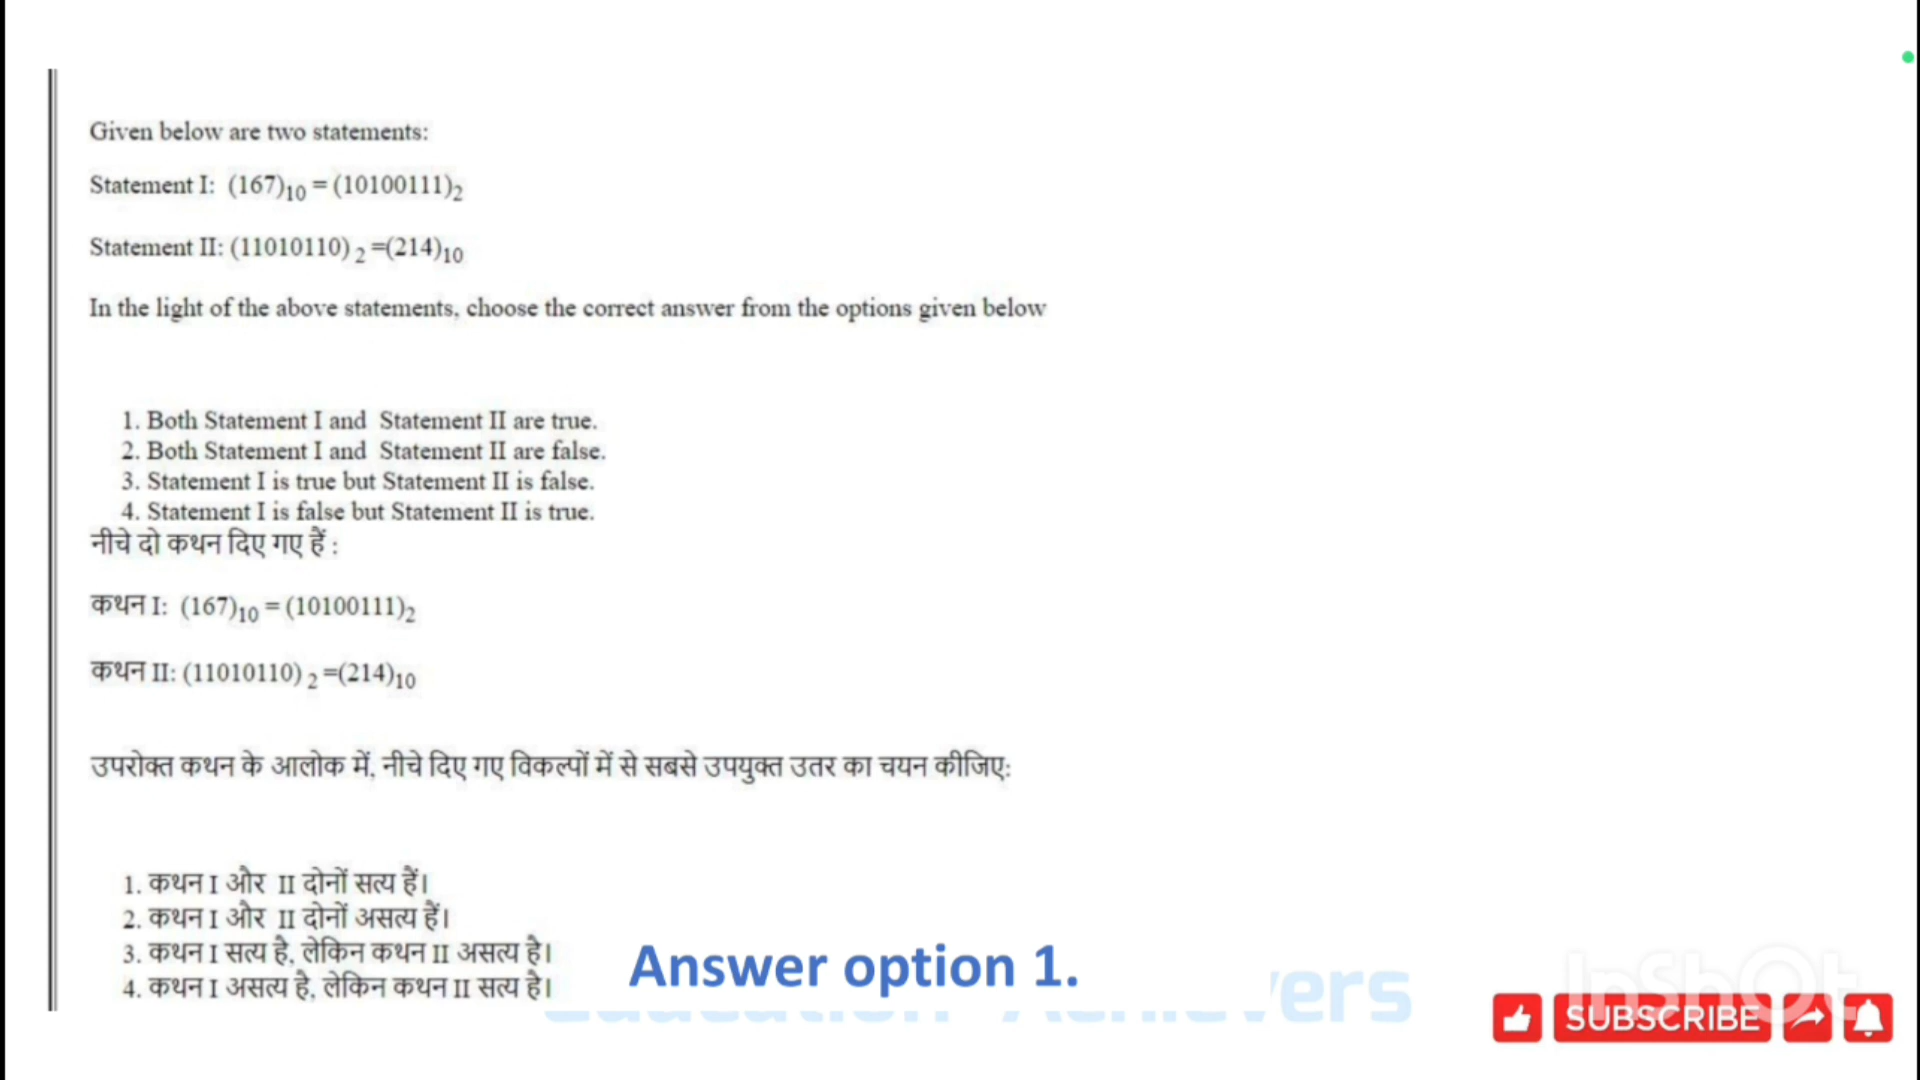 Given below are two statements:
Statement I: (167)10 = (10100111)2
Statement II: (11010110) 2 =(214)10
In the light of the above statements, choose the correct answer from the options given below
1. Both Statement I and Statement II are true.
2. Both Statement I and Statement II are false.
3. Statement I is true but Statement II is false.
4. Statement I is false but Statement II is true.
नीचे दो कथन दिए गए हैं :
कथन I: (167)10 = (10100111)2
कथन II: (11010110) 2 =(214)10
उपरोक्त कथन के आलोक में, नीचे दिए गए विकल्पों में से सबसे उपयुक्त उतर का चयन कीजिए:
1. कथन I और II दोनों सत्य हैं।
2. कथन I और II दोनों असत्य हैं।
3. कथन I सत्य है, लेकिन कथन II असत्य है।
4. कथन I असत्य है, लेकिन कथन II सत्य है।
Answer option 1.
InShOt
SUBSCRIBE